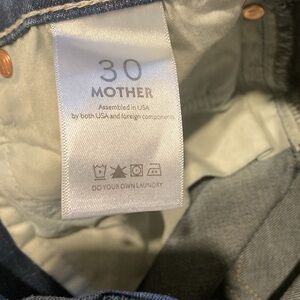 30
MOTHER
Assembled in USA
by both USA and foreign components
DO YOUR OWN LAUNDRY